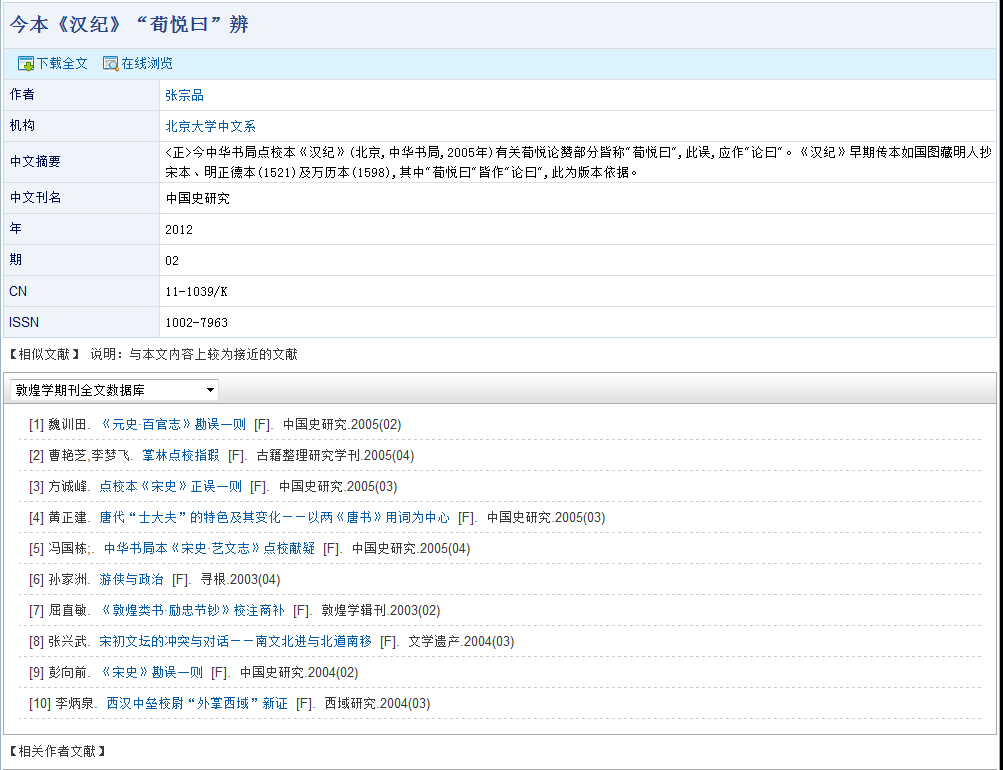 今本《汉纪》“荀悦曰”辨
下载全文 在线浏览
作者 张宗品
机构 北京大学中文系
中文摘要 <正>今中华书局点校本《汉纪》(北京,中华书局,2005年)有关荀悦论赞部分皆称"荀悦曰",此误,应作"论曰"。《汉纪》早期传本如国图藏明人抄
宋本、明正德本(1521)及万历本(1598),其中"荀悦曰"皆作"论曰",此为版本依据。
中文刊名 中国史研究
年 2012
期 02
CN 11-1039/K
ISSN 1002-7963
【相似文献】 说明：与本文内容上较为接近的文献
敦煌学期刊全文数据库
[1] 魏训田. 《元史·百官志》勘误一则 [F]. 中国史研究.2005(02)
[2] 曹艳芝,李梦飞. 掌林点校指瑕 [F]. 古籍整理研究学刊.2005(04)
[3] 方诚峰. 点校本《宋史》正误一则 [F]. 中国史研究.2005(03)
[4] 黄正建. 唐代“士大夫”的特色及其变化——以两《唐书》用词为中心 [F]. 中国史研究.2005(03)
[5] 冯国栋;. 中华书局本《宋史·艺文志》点校献疑 [F]. 中国史研究.2005(04)
[6] 孙家洲. 游侠与政治 [F]. 寻根.2003(04)
[7] 屈直敏. 《敦煌类书·励忠节钞》校注商补 [F]. 敦煌学辑刊.2003(02)
[8] 张兴武. 宋初文坛的冲突与对话——南文北进与北道南移 [F]. 文学遗产.2004(03)
[9] 彭向前. 《宋史》勘误一则 [F]. 中国史研究.2004(02)
[10] 李炳泉. 西汉中垒校尉“外掌西域”新证 [F]. 西域研究.2004(03)
【相关作者文献】